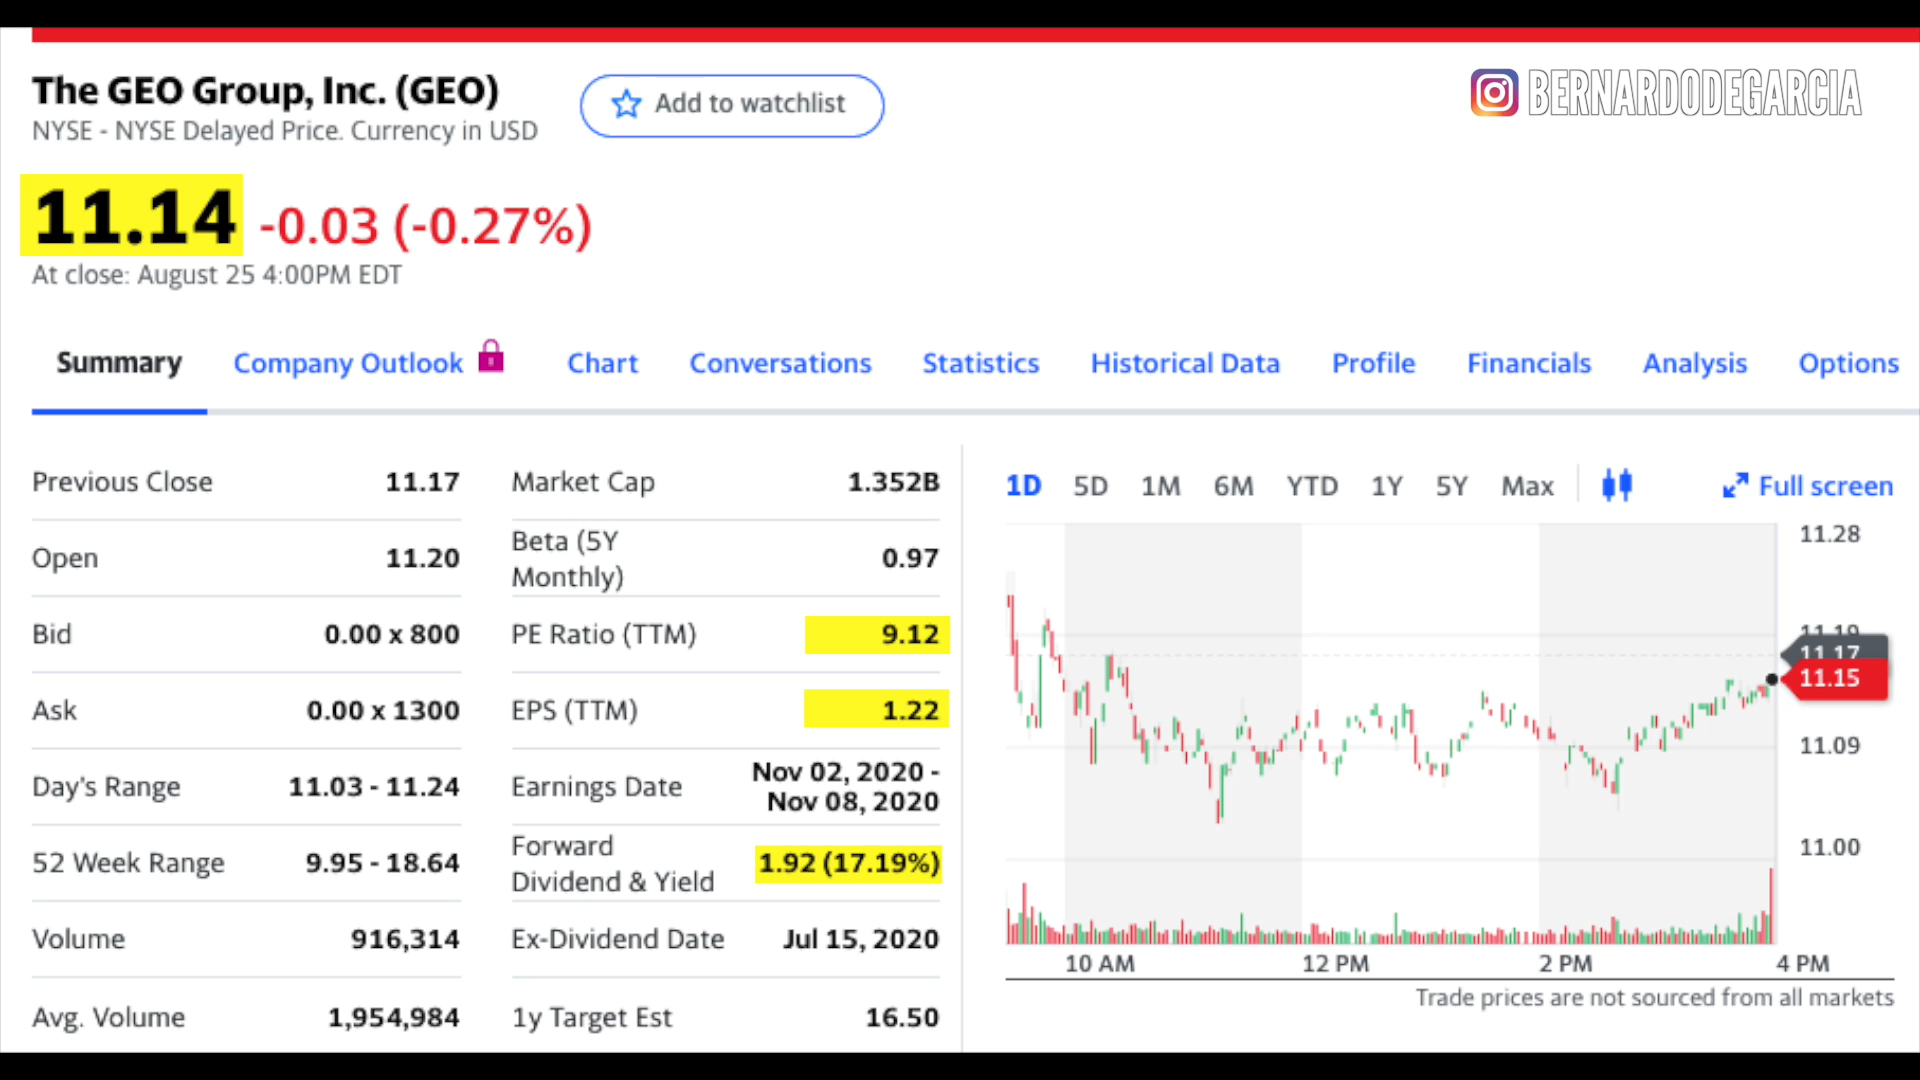 The GEO Group, Inc. (GEO)
NYSE - NYSE Delayed Price. Currency in USD
Add to watchlist
BERNARDODEGARCIA
11.14 -0.03 (-0.27%)
At close: August 25 4:00PM EDT
Summary Company Outlook Chart Conversations Statistics Historical Data Profile Financials Analysis Options
Previous Close 11.17
Open 11.20
Bid 0.00 x 800
Ask 0.00 x 1300
Day's Range 11.03 - 11.24
52 Week Range 9.95 - 18.64
Volume 916,314
Avg. Volume 1,954,984
Market Cap 1.352B
Beta (5Y
Monthly) 0.97
PE Ratio (TTM) 9.12
EPS (TTM) 1.22
Earnings Date Nov 02, 2020 -
Nov 08, 2020
Forward
Dividend & Yield 1.92 (17.19%)
Ex-Dividend Date Jul 15, 2020
1y Target Est 16.50
1D 5D 1M 6M YTD 1Y 5Y Max Full screen
11.28
11.19
11.17
11.15
11.09
11.00
10 AM 12 PM 2 PM 4 PM
Trade prices are not sourced from all markets